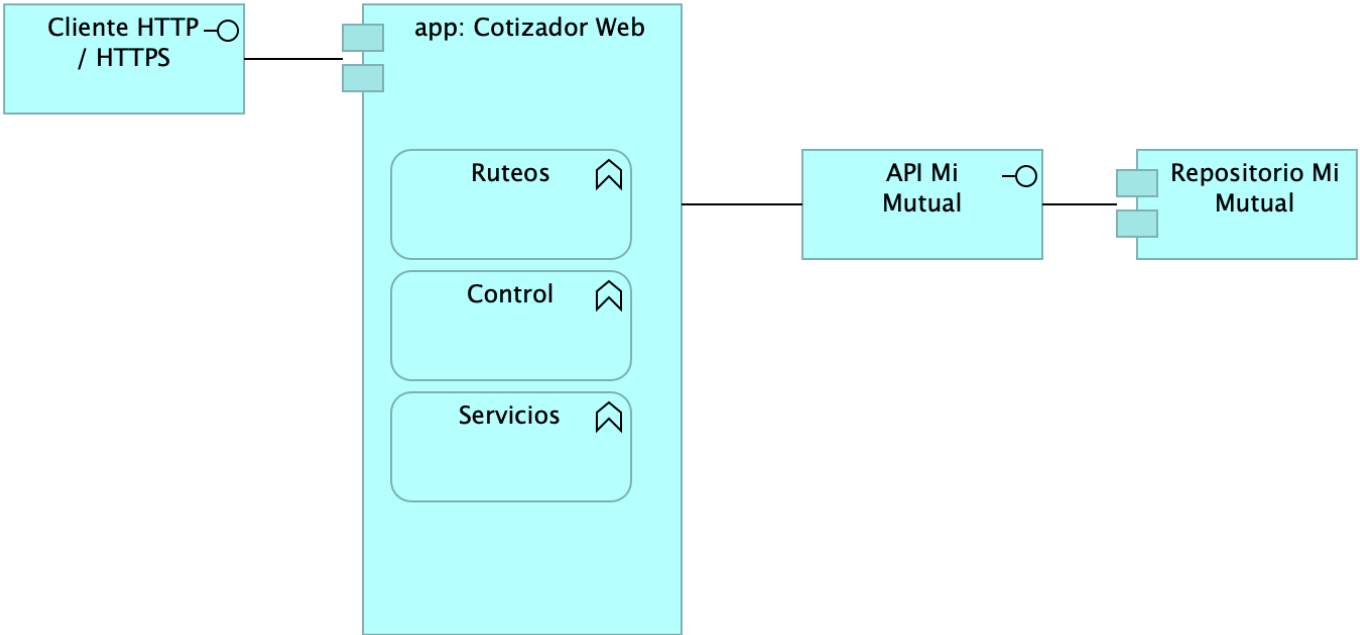 Cliente HTTP
/ HTTPS
app: Cotizador Web
Ruteos
Control
Servicios
API Mi
Mutual
Repositorio Mi
Mutual